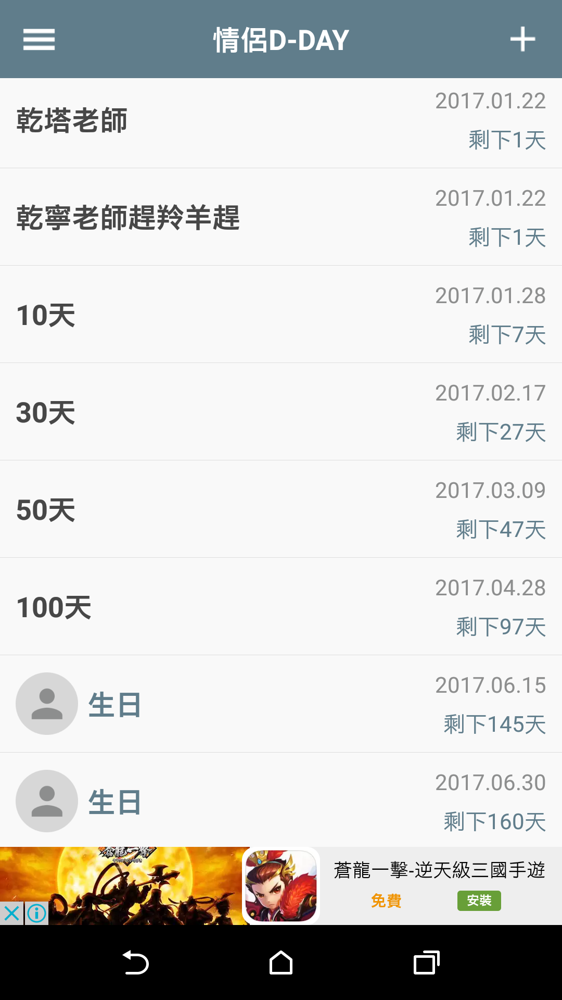 情侶D-DAY
乾塔老師
2017.01.22
剩下1天
乾寧老師趕羚羊趕
2017.01.22
剩下1天
10天
2017.01.28
剩下7天
30天
2017.02.17
剩下27天
50天
2017.03.09
剩下47天
100天
2017.04.28
剩下97天
生日
2017.06.15
剩下145天
生日
2017.06.30
剩下160天
蒼龍一擊
蒼龍一擊-逆天級三國手遊
免費
安裝